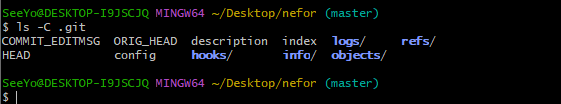 SeeYo@DESKTOP-I9JSCJQ MINGW64 ~/Desktop/nefor (master)
$ ls -C .git
COMMIT_EDITMSG  ORIG_HEAD  description  index  logs/     refs/
HEAD            config     hooks/       info/  objects/
SeeYo@DESKTOP-I9JSCJQ MINGW64 ~/Desktop/nefor (master)
$